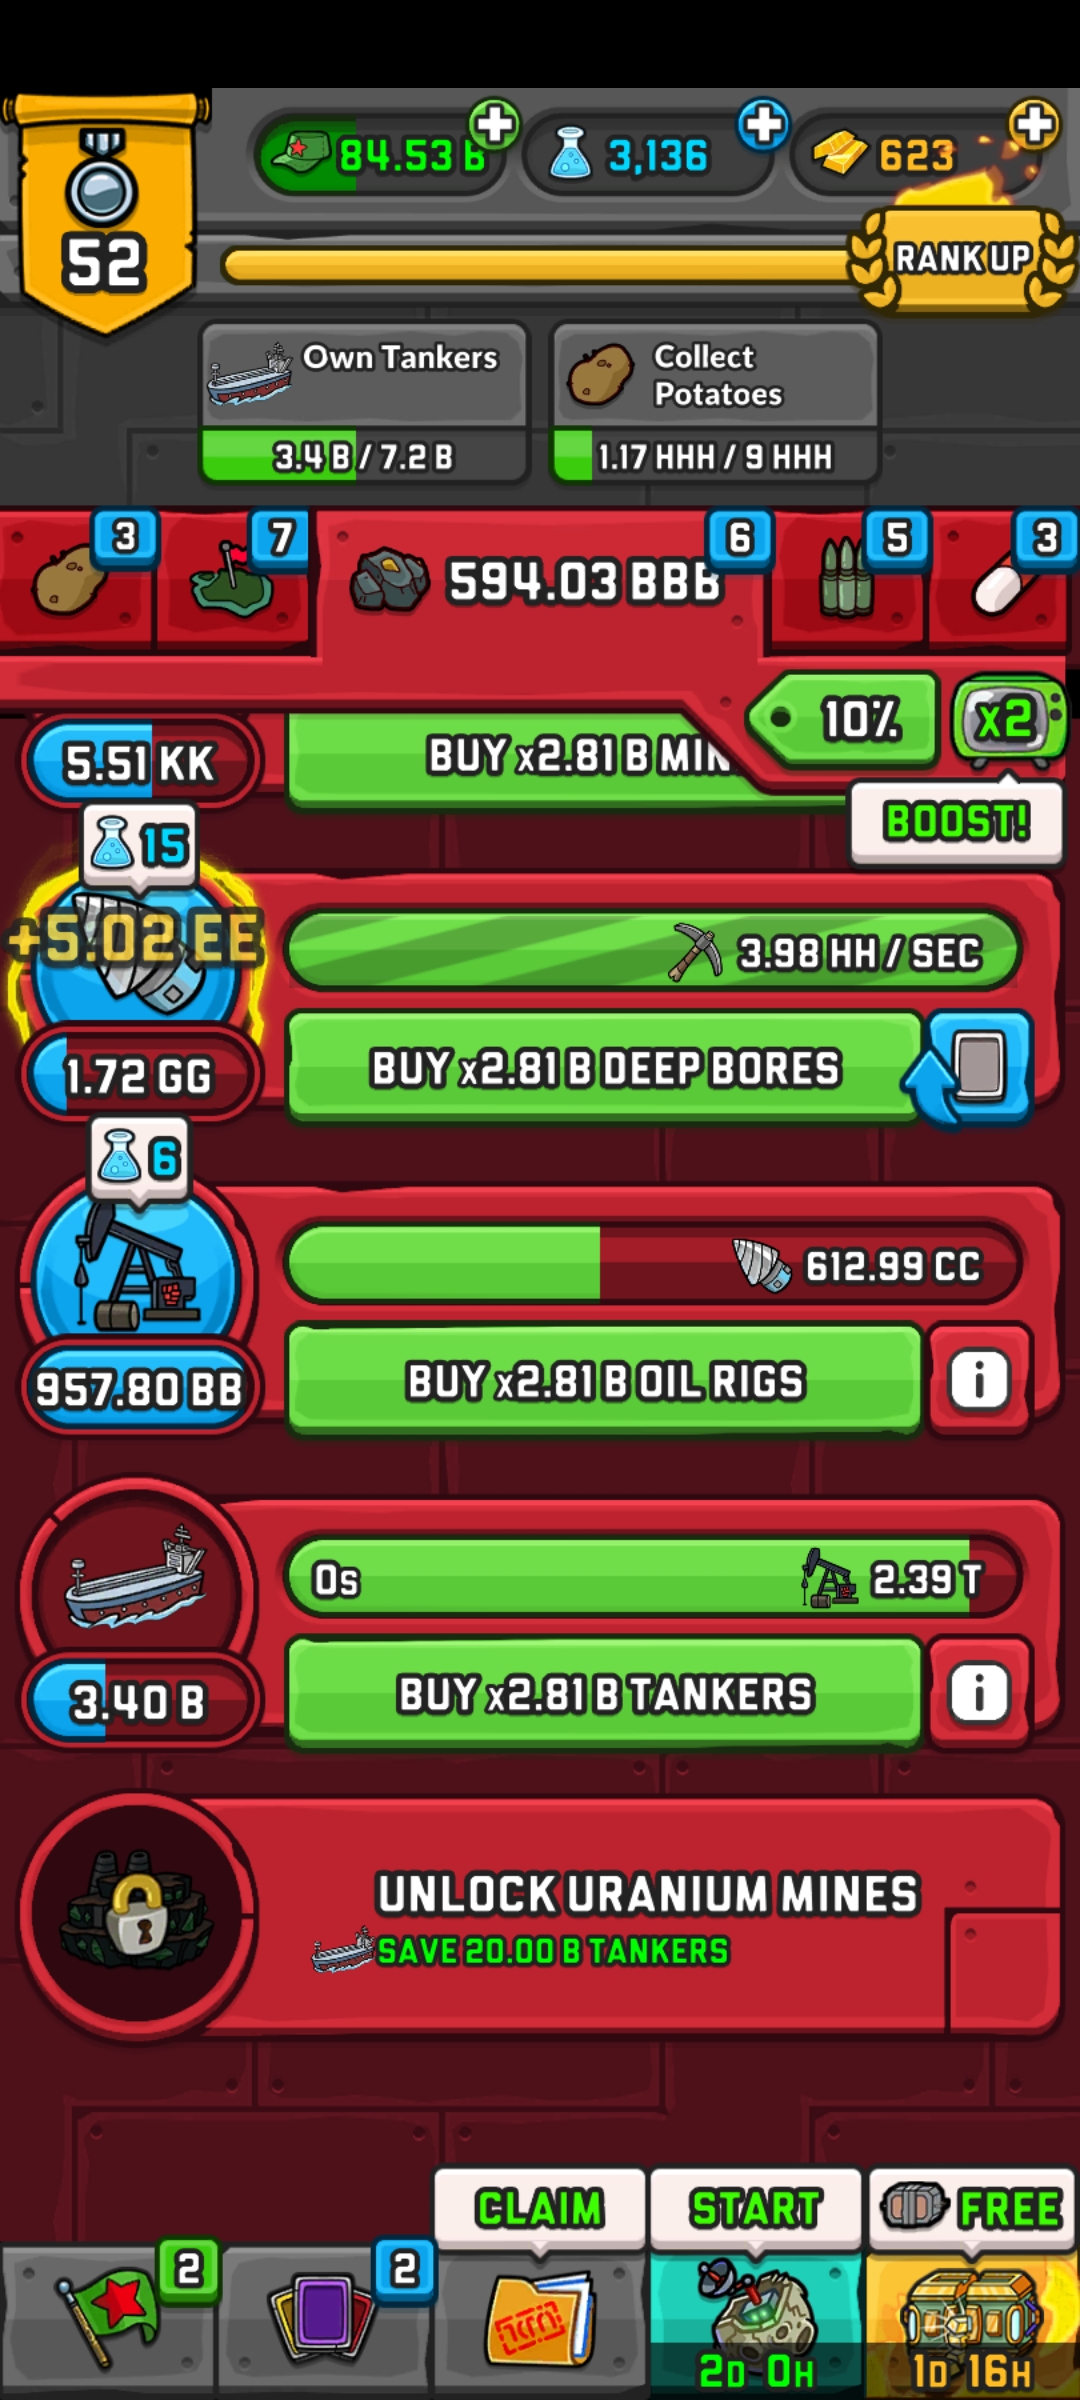 84.53 B
3,136
623
52
RANK UP
Own Tankers
3.4 B / 7.2 B
Collect
Potatoes
1.17 HHH / 9 HHH
3
7
594.03 BBB
6
5
3
10%
x2
BOOST!
5.51 KK
BUY x2.81 B MIN
15
+5.02 EE
3.98 HH / SEC
1.72 GG
BUY x2.81 B DEEP BORES
6
612.99 CC
957.80 BB
BUY x2.81 B OIL RIGS
i
0s
2.39 T
3.40 B
BUY x2.81 B TANKERS
i
UNLOCK URANIUM MINES
SAVE 20.00 B TANKERS
CLAIM
START
FREE
2
2
2D 0H
1D 16H